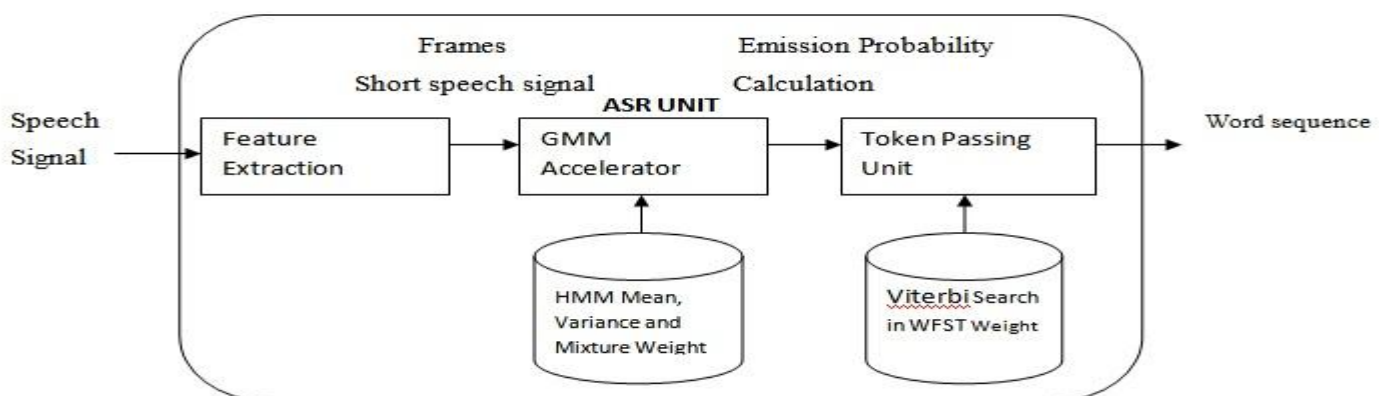 Frames
Emission Probability
Short speech signal
Calculation
ASR UNIT
Speech
Signal
Feature
Extraction
GMM
Accelerator
Token Passing
Unit
Word sequence
HMM Mean,
Variance and
Mixture Weight
Viterbi Search
in WFST Weight